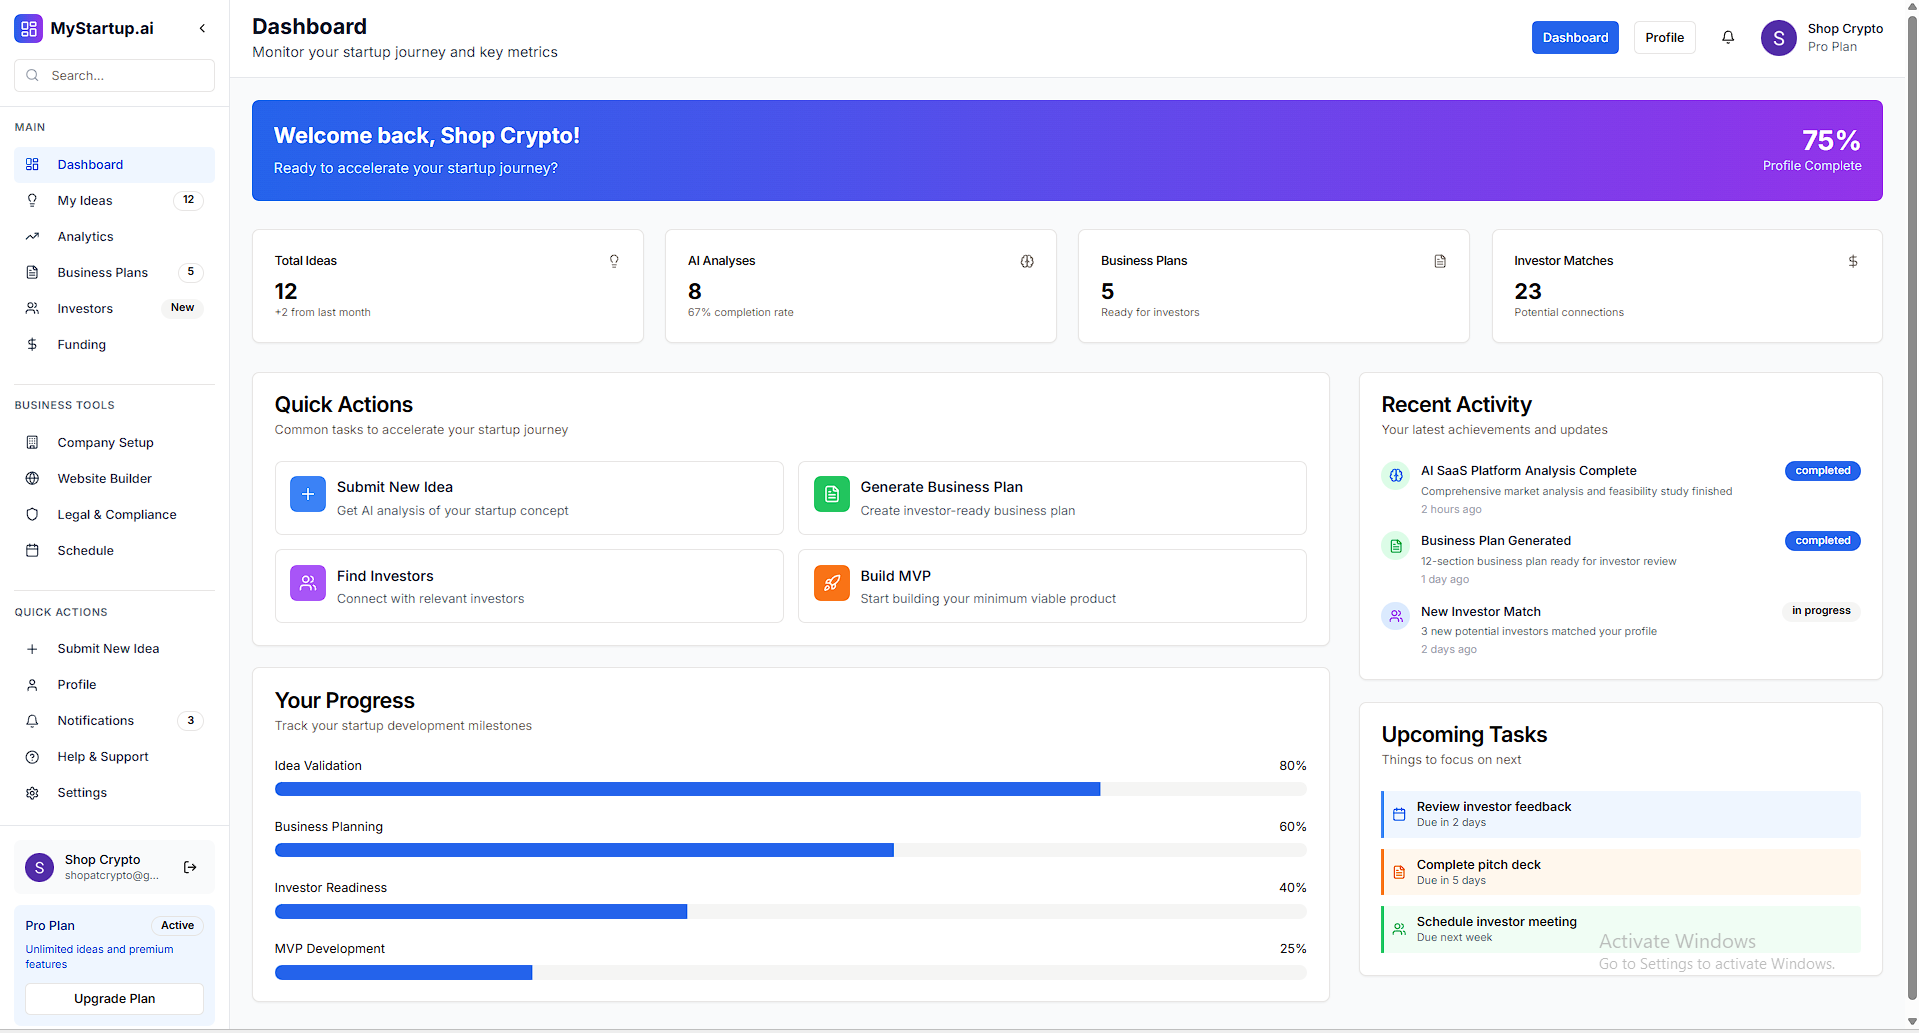 MyStartup.ai
Search...
MAIN
Dashboard
My Ideas 12
Analytics
Business Plans 5
Investors New
Funding
BUSINESS TOOLS
Company Setup
Website Builder
Legal & Compliance
Schedule
QUICK ACTIONS
Submit New Idea
Profile
Notifications 3
Help & Support
Settings
S
Shop Crypto
shopatcrypto@g...
Pro Plan Active
Unlimited ideas and premium
features
Upgrade Plan
Dashboard
Monitor your startup journey and key metrics
Dashboard
Profile
S
Shop Crypto
Pro Plan
Welcome back, Shop Crypto!
Ready to accelerate your startup journey?
75%
Profile Complete
Total Ideas
12
+2 from last month
AI Analyses
8
67% completion rate
Business Plans
5
Ready for investors
Investor Matches
$
23
Potential connections
Quick Actions
Common tasks to accelerate your startup journey
Submit New Idea
Get AI analysis of your startup concept
Generate Business Plan
Create investor-ready business plan
Find Investors
Connect with relevant investors
Build MVP
Start building your minimum viable product
Your Progress
Track your startup development milestones
Idea Validation 80%
Business Planning 60%
Investor Readiness 40%
MVP Development 25%
Recent Activity
Your latest achievements and updates
AI SaaS Platform Analysis Complete completed
Comprehensive market analysis and feasibility study finished
2 hours ago
Business Plan Generated completed
12-section business plan ready for investor review
1 day ago
New Investor Match in progress
3 new potential investors matched your profile
2 days ago
Upcoming Tasks
Things to focus on next
Review investor feedback
Due in 2 days
Complete pitch deck
Due in 5 days
Schedule investor meeting
Due next week
Activate Windows
Go to Settings to activate Windows.